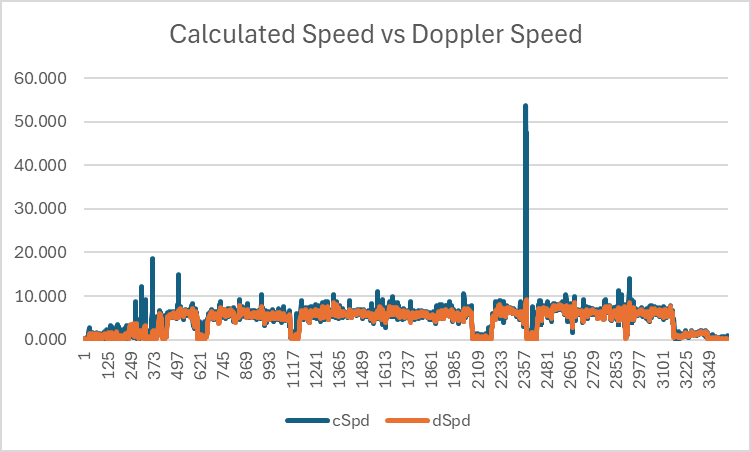 Calculated Speed vs Doppler Speed
60.000
50.000
40.000
30.000
20.000
10.000
0.000
1 125 249 373 497 621 745 869 993 1117 1241 1365 1489 1613 1737 1861 1985 2109 2233 2357 2481 2605 2729 2853 2977 3101 3225 3349
cSpd dSpd